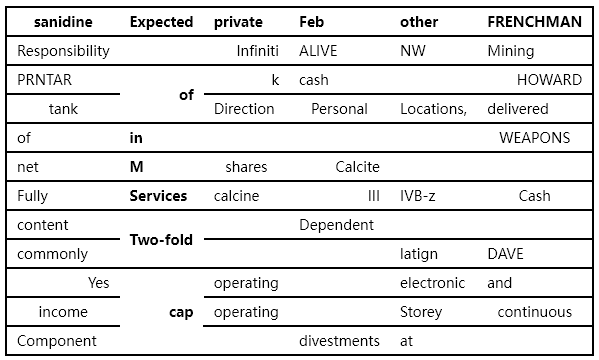 sanidine Expected private Feb other FRENCHMAN
Responsibility Infiniti ALIVE NW Mining
PRNTAR of k cash HOWARD
tank Direction Personal Locations, delivered
of in WEAPONS
net M shares Calcite
Fully Services calcine III IVB-z Cash
content Two-fold Dependent
commonly latign DAVE
Yes cap operating electronic and
income operating Storey continuous
Component divestments at